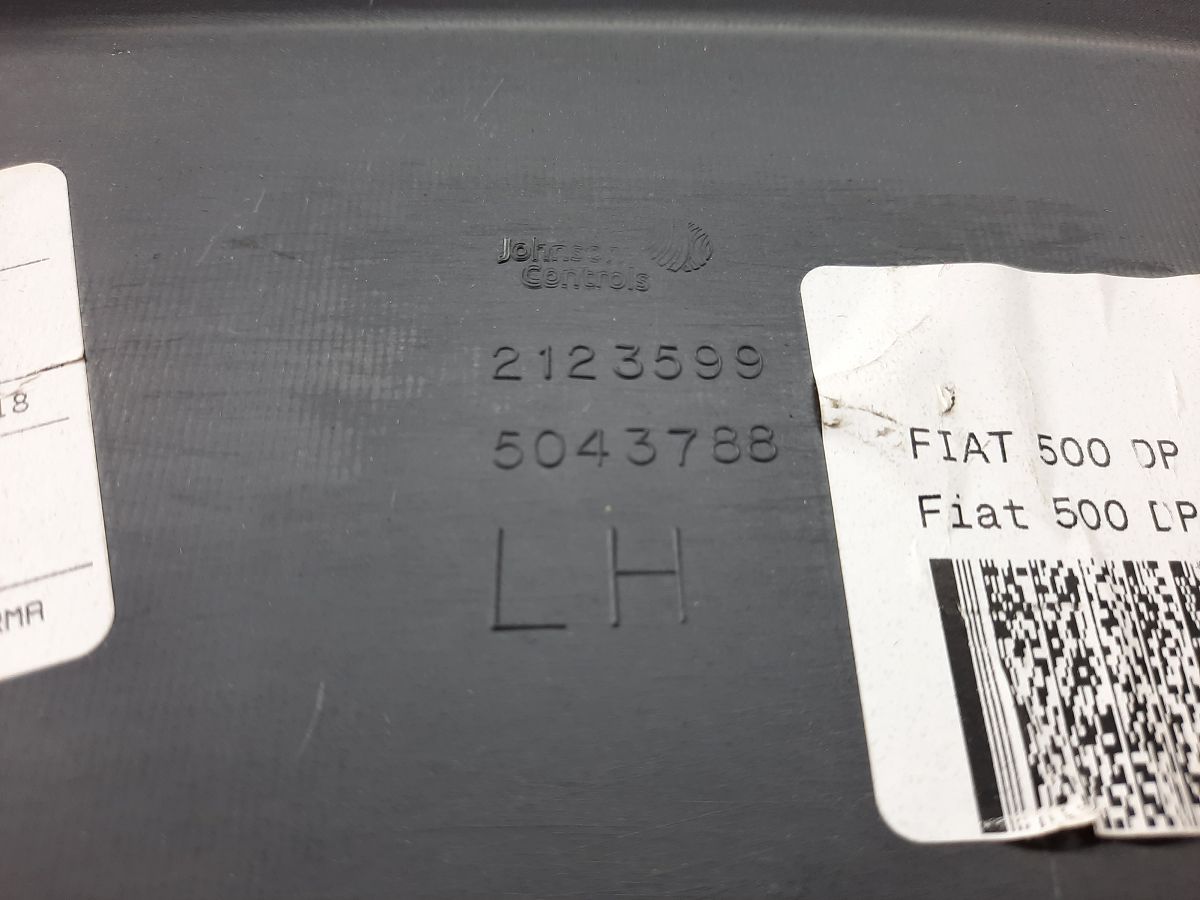 Johnson
Controls
2123599
5043788
LH
18
RMA
FIAT 500 DP
Fiat 500 DP